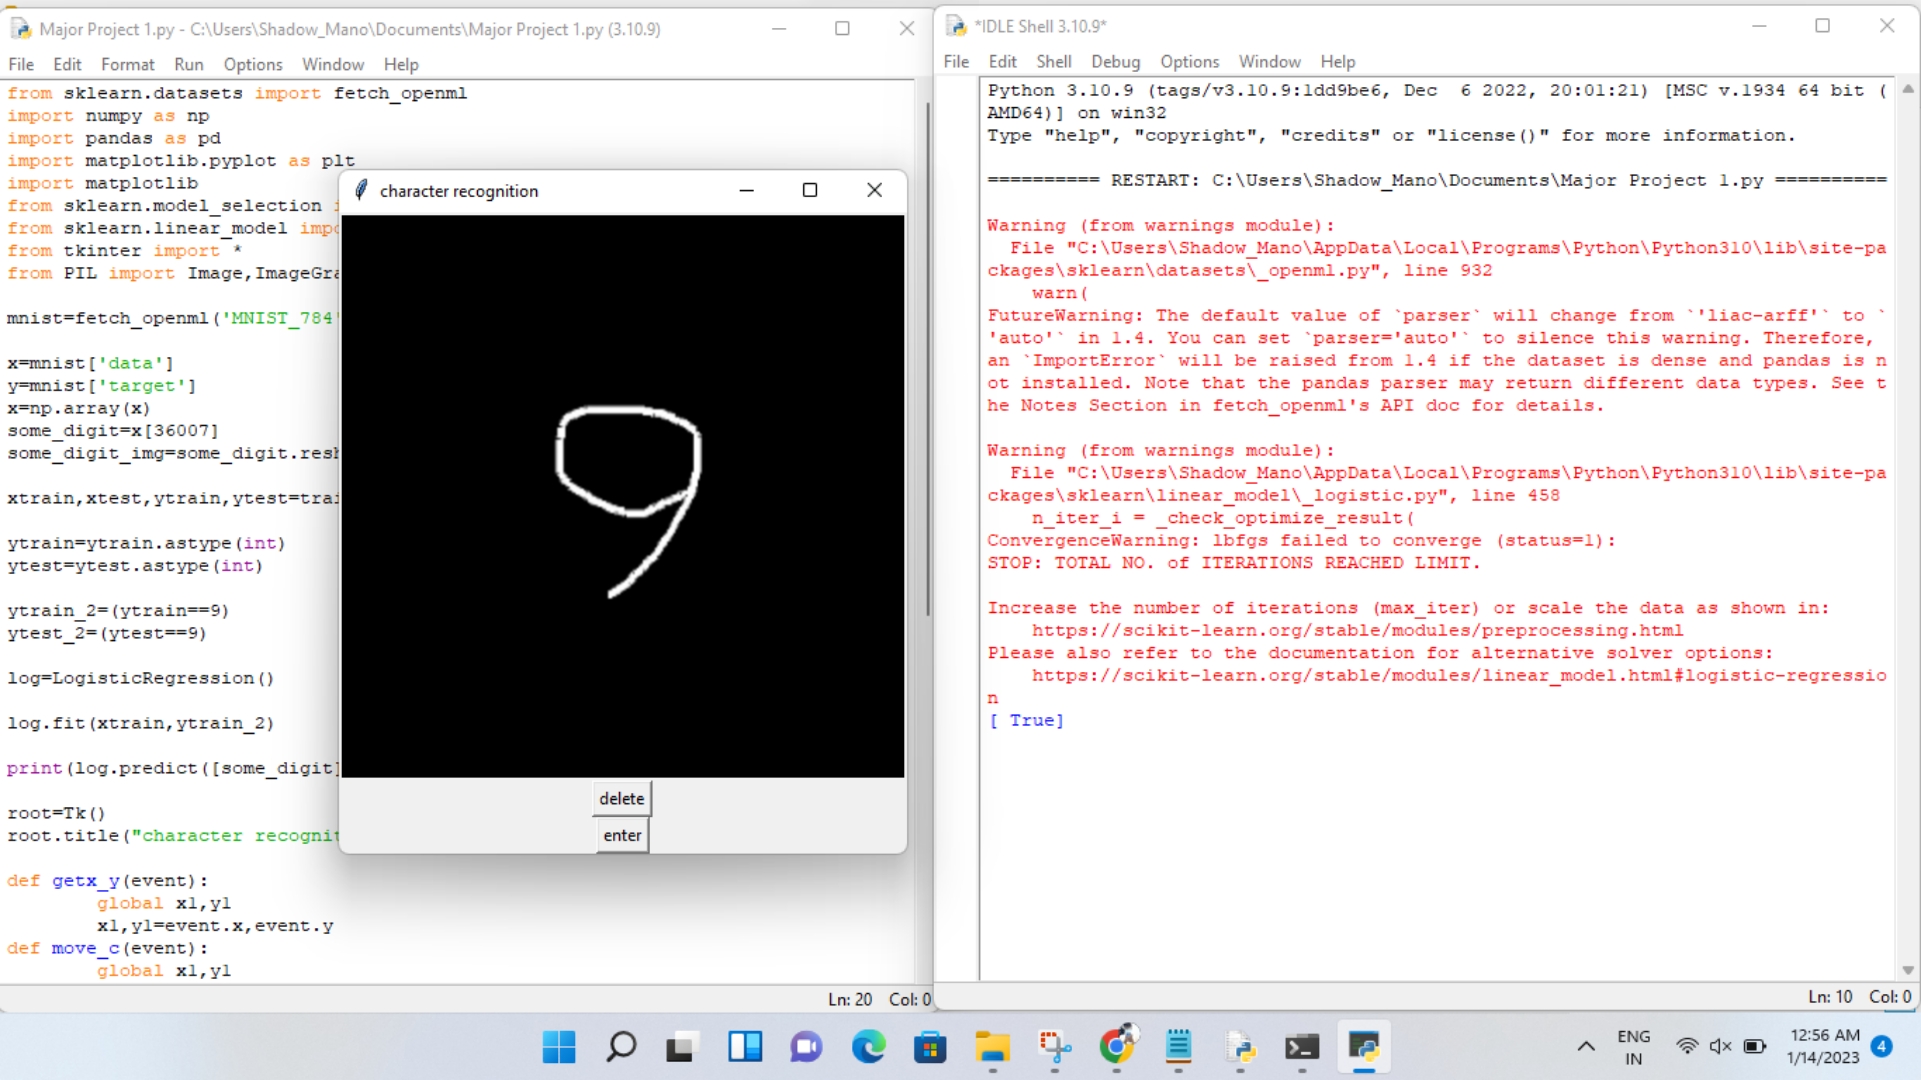 Major Project 1.py - C:\Users\Shadow_Mano\Documents\Major Project 1.py (3.10.9)
File Edit Format Run Options Window Help
from sklearn.datasets import fetch_openml
import numpy as np
import pandas as pd
import matplotlib.pyplot as plt
import matplotlib
from sklearn.model_selection
from sklearn.linear_model impo
from tkinter import *
from PIL import Image,ImageGra
mnist=fetch_openml('MNIST_784'
x=mnist['data']
y=mnist['target']
x=np.array(x)
some_digit=x[36007]
some_digit_img=some_digit.resh
xtrain,xtest,ytrain,ytest=trai
ytrain=ytrain.astype(int)
ytest=ytest.astype(int)
ytrain_2=(ytrain==9)
ytest_2=(ytest==9)
log=LogisticRegression()
log.fit(xtrain,ytrain_2)
print(log.predict([some_digit]
root=Tk()
root.title("character recognit
def getx_y(event):
global x1,y1
x1,y1=event.x,event.y
def move_c(event):
global x1,y1
Ln: 20 Col: 0
character recognition
9
delete
enter
*IDLE Shell 3.10.9*
File Edit Shell Debug Options Window Help
Python 3.10.9 (tags/v3.10.9:1dd9be6, Dec  6 2022, 20:01:21) [MSC v.1934 64 bit (
AMD64)] on win32
Type "help", "copyright", "credits" or "license()" for more information.
========== RESTART: C:\Users\Shadow_Mano\Documents\Major Project 1.py ==========
Warning (from warnings module):
File "C:\Users\Shadow_Mano\AppData\Local\Programs\Python\Python310\lib\site-pa
ckages\sklearn\datasets\_openml.py", line 932
warn(
FutureWarning: The default value of `parser` will change from `'liac-arff'` to `
'auto'` in 1.4. You can set `parser='auto'` to silence this warning. Therefore,
an `ImportError` will be raised from 1.4 if the dataset is dense and pandas is n
ot installed. Note that the pandas parser may return different data types. See t
he Notes Section in fetch_openml's API doc for details.
Warning (from warnings module):
File "C:\Users\Shadow_Mano\AppData\Local\Programs\Python\Python310\lib\site-pa
ckages\sklearn\linear_model\_logistic.py", line 458
n_iter_i = _check_optimize_result(
ConvergenceWarning: lbfgs failed to converge (status=1):
STOP: TOTAL NO. of ITERATIONS REACHED LIMIT.
Increase the number of iterations (max_iter) or scale the data as shown in:
https://scikit-learn.org/stable/modules/preprocessing.html
Please also refer to the documentation for alternative solver options:
https://scikit-learn.org/stable/modules/linear_model.html#logistic-regressio
n
[ True]
Ln: 10 Col: 0
ENG
IN
12:56 AM
1/14/2023
4